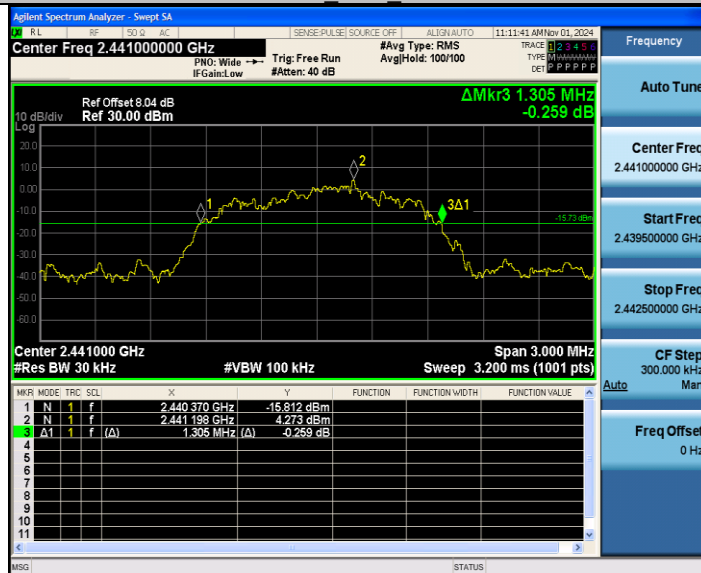 Agilent Spectrum Analyzer - Swept SA
RL RF 50 Ω AC SENSE:PULSE SOURCE OFF ALIGNAUTO 11:11:41 AM Nov 01, 2024
Center Freq 2.441000000 GHz
PNO: Wide
IFGain:Low
Trig: Free Run
#Atten: 40 dB
#Avg Type: RMS
Avg|Hold: 100/100
TRACE 1 2 3 4 5 6
TYPE M
DET P P P P P P
Ref Offset 8.04 dB
10 dB/div Ref 30.00 dBm
Log
ΔMkr3 1.305 MHz
-0.259 dB
20.0
10.0
0.00
-10.0
-20.0
-30.0
-40.0
-50.0
-60.0
1
2
3Δ1
-15.73 dBm
Center 2.441000 GHz Span 3.000 MHz
#Res BW 30 kHz #VBW 100 kHz Sweep 3.200 ms (1001 pts)
MKR MODE TRC SCL X Y FUNCTION FUNCTION WIDTH FUNCTION VALUE
1 N 1 f 2.440 370 GHz -15.812 dBm
2 N 1 f 2.441 198 GHz 4.273 dBm
3 Δ1 1 f (Δ) 1.305 MHz (Δ) -0.259 dB
4
5
6
7
8
9
10
11
MSG STATUS
Frequency
Auto Tune
Center Freq
2.441000000 GHz
Start Freq
2.439500000 GHz
Stop Freq
2.442500000 GHz
CF Step
300.000 kHz
Auto Man
Freq Offset
0 Hz